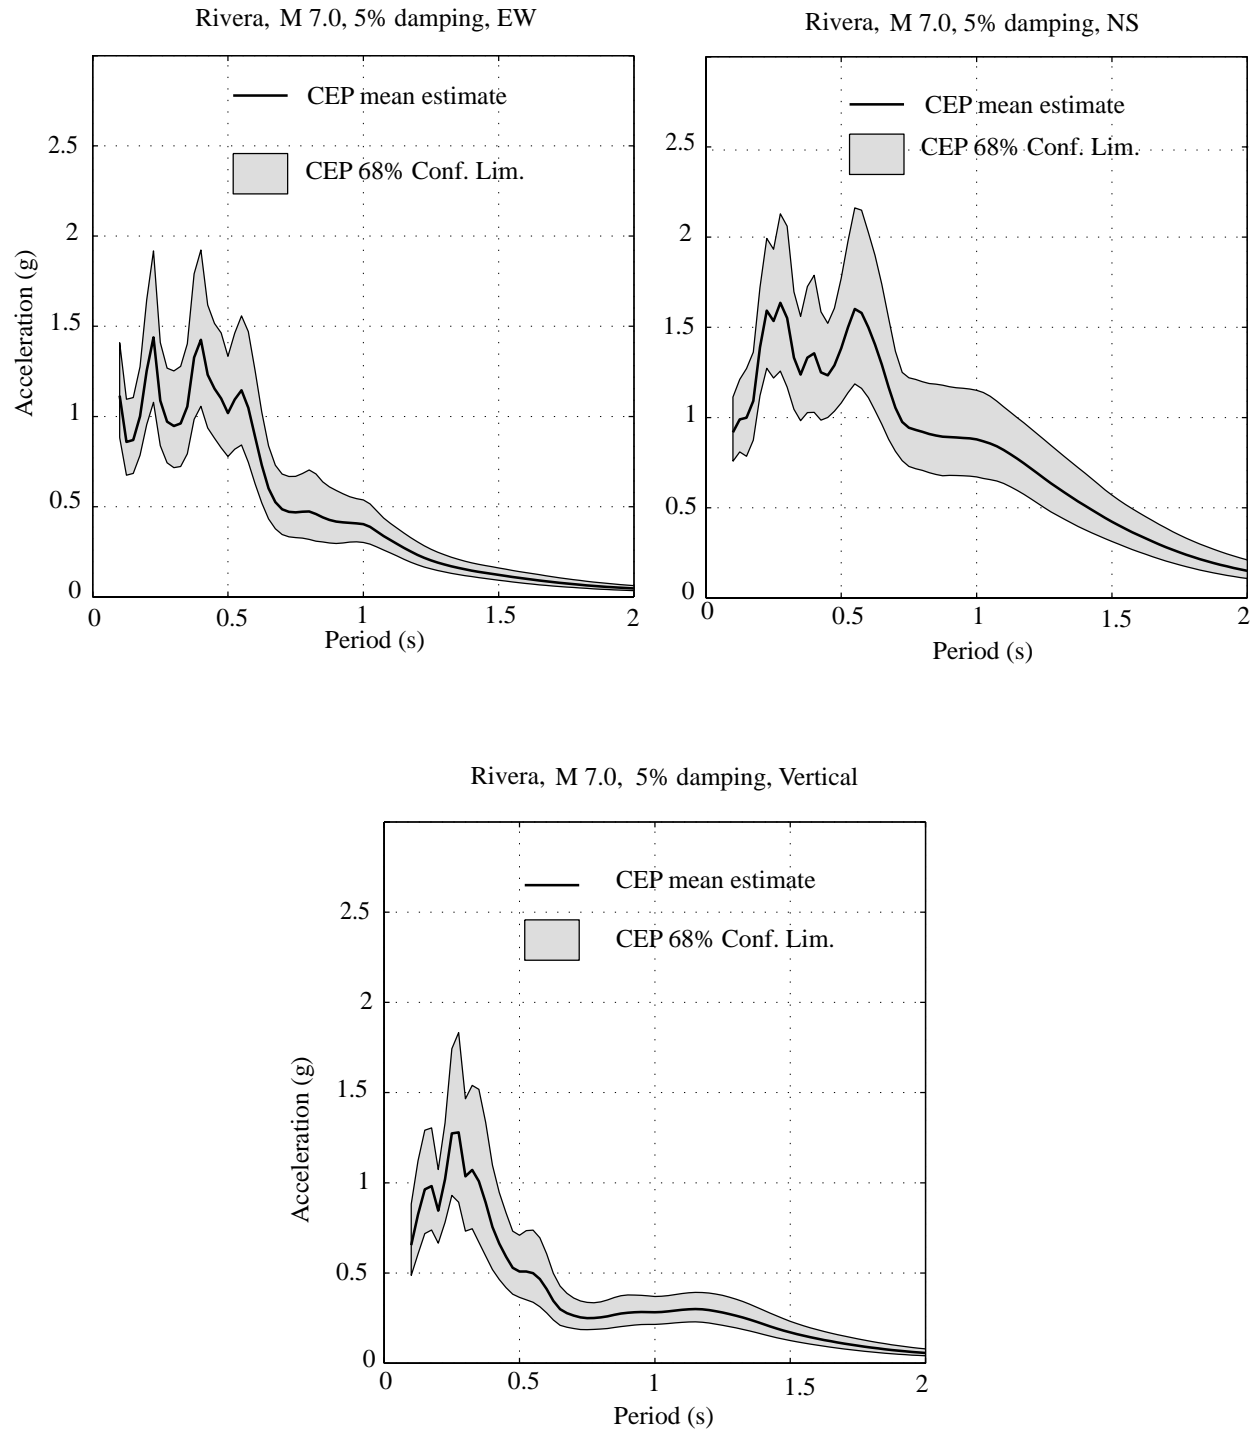 Rivera, M 7.0, 5% damping, EW
CEP mean estimate
CEP 68% Conf. Lim.
2.5
2
1.5
1
0.5
0
Acceleration (g)
0 0.5 1 1.5 2
Period (s)
Rivera, M 7.0, 5% damping, NS
CEP mean estimate
CEP 68% Conf. Lim.
2.5
2
1.5
1
0.5
0
0 0.5 1 1.5 2
Period (s)
Rivera, M 7.0, 5% damping, Vertical
CEP mean estimate
CEP 68% Conf. Lim.
2.5
2
1.5
1
0.5
0
Acceleration (g)
0 0.5 1 1.5 2
Period (s)